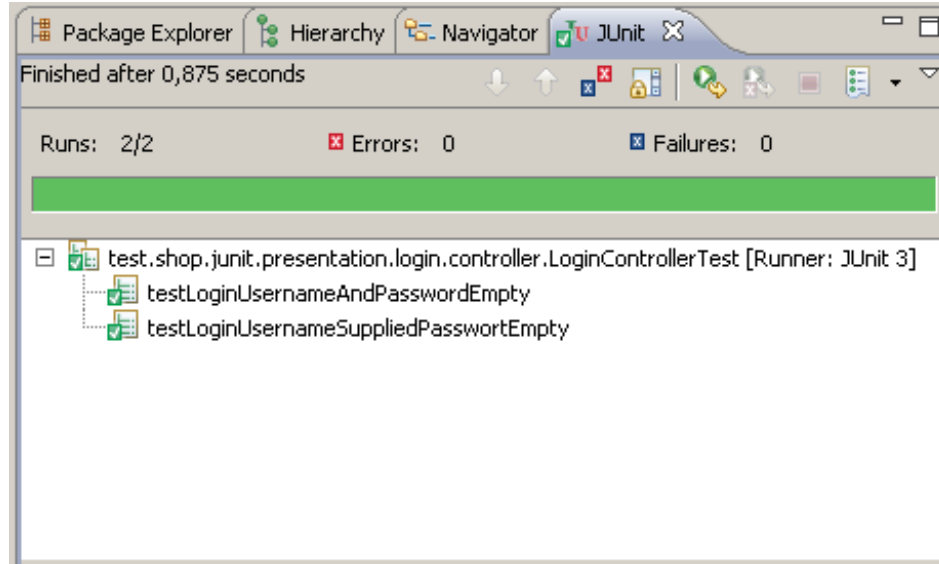 Package Explorer Hierarchy Navigator JUnit
Finished after 0,875 seconds
Runs: 2/2 Errors: 0 Failures: 0
test.shop.junit.presentation.login.controller.LoginControllerTest [Runner: JUnit 3]
testLoginUsernameAndPasswordEmpty
testLoginUsernameSuppliedPasswortEmpty